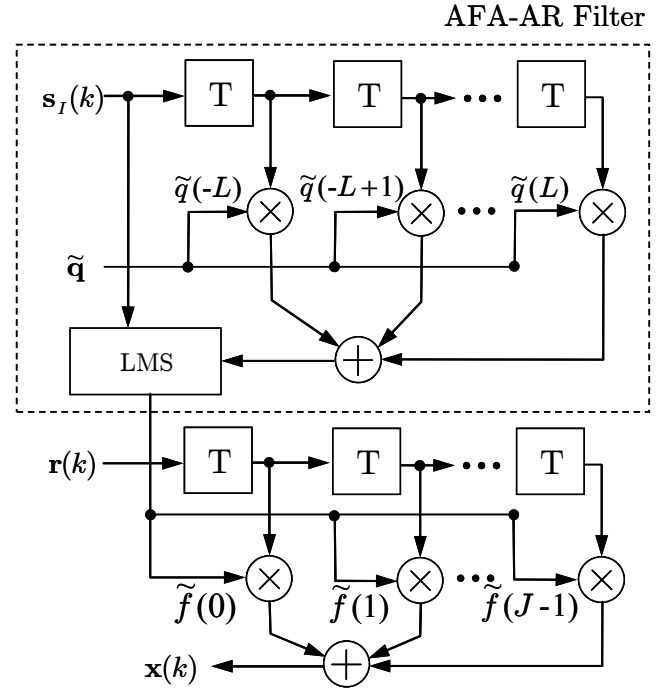 AFA-AR Filter
s_I(k) T T ••• T
q̃(-L) q̃(-L+1) q̃(L)
× × ••• ×
q̃
LMS +
r(k) T T ••• T
× × ••• ×
f̃(0) f̃(1) f̃(J-1)
x(k) +